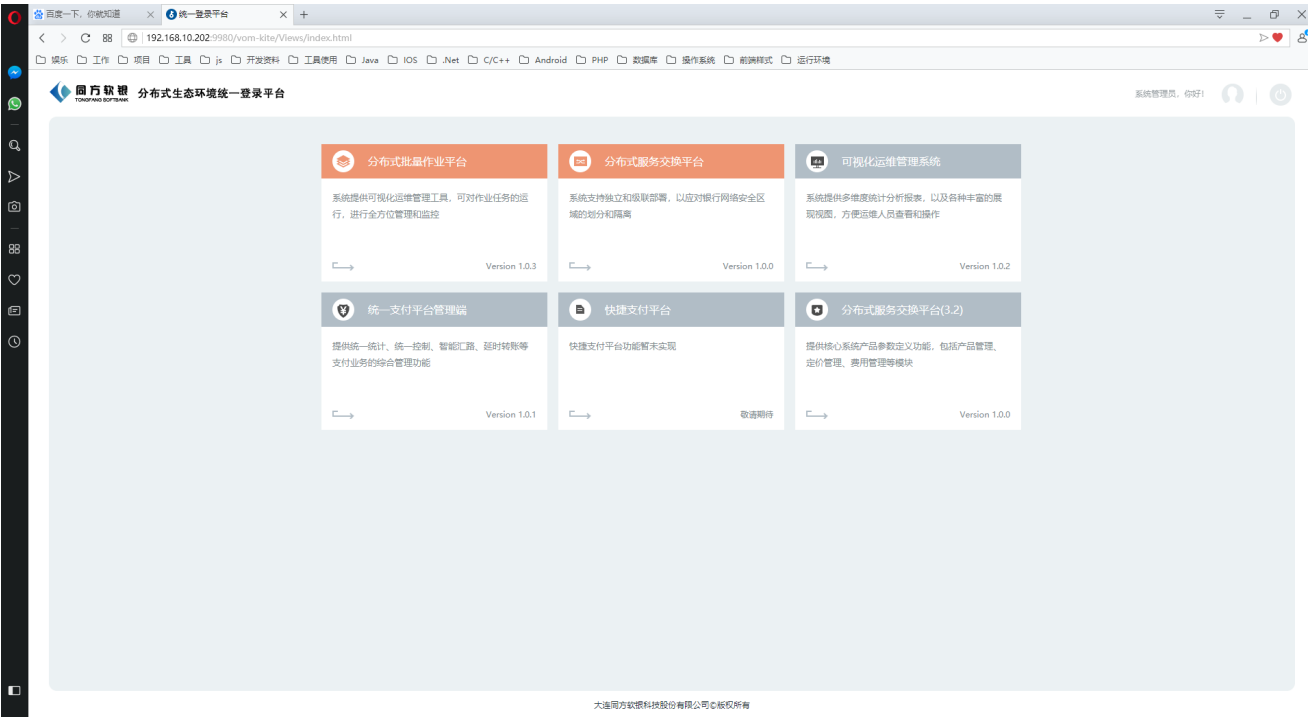 百度一下，你就知道
统一登录平台
192.168.10.202:9980/vom-kite/Views/index.html
娱乐 工作 项目 工具 js 开发资料 工具使用 Java IOS .Net C/C++ Android PHP 数据库 操作系统 前端样式 运行环境
同方软银
TONGFANG SOFTBANK
分布式生态环境统一登录平台
系统管理员，你好！
分布式批量作业平台
系统提供可视化运维管理工具，可对作业任务的运
行，进行全方位管理和监控
Version 1.0.3
分布式服务交换平台
系统支持独立和级联部署，以应对银行网络安全区
域的划分和隔离
Version 1.0.0
可视化运维管理系统
系统提供多维度统计分析报表，以及各种丰富的展
现视图，方便运维人员查看和操作
Version 1.0.2
统一支付平台管理端
提供统一统计、统一控制、智能汇路、延时转账等
支付业务的综合管理功能
Version 1.0.1
快捷支付平台
快捷支付平台功能暂未实现
敬请期待
分布式服务交换平台(3.2)
提供核心系统产品参数定义功能，包括产品管理、
定价管理、费用管理等模块
Version 1.0.0
大连同方软银科技股份有限公司©版权所有